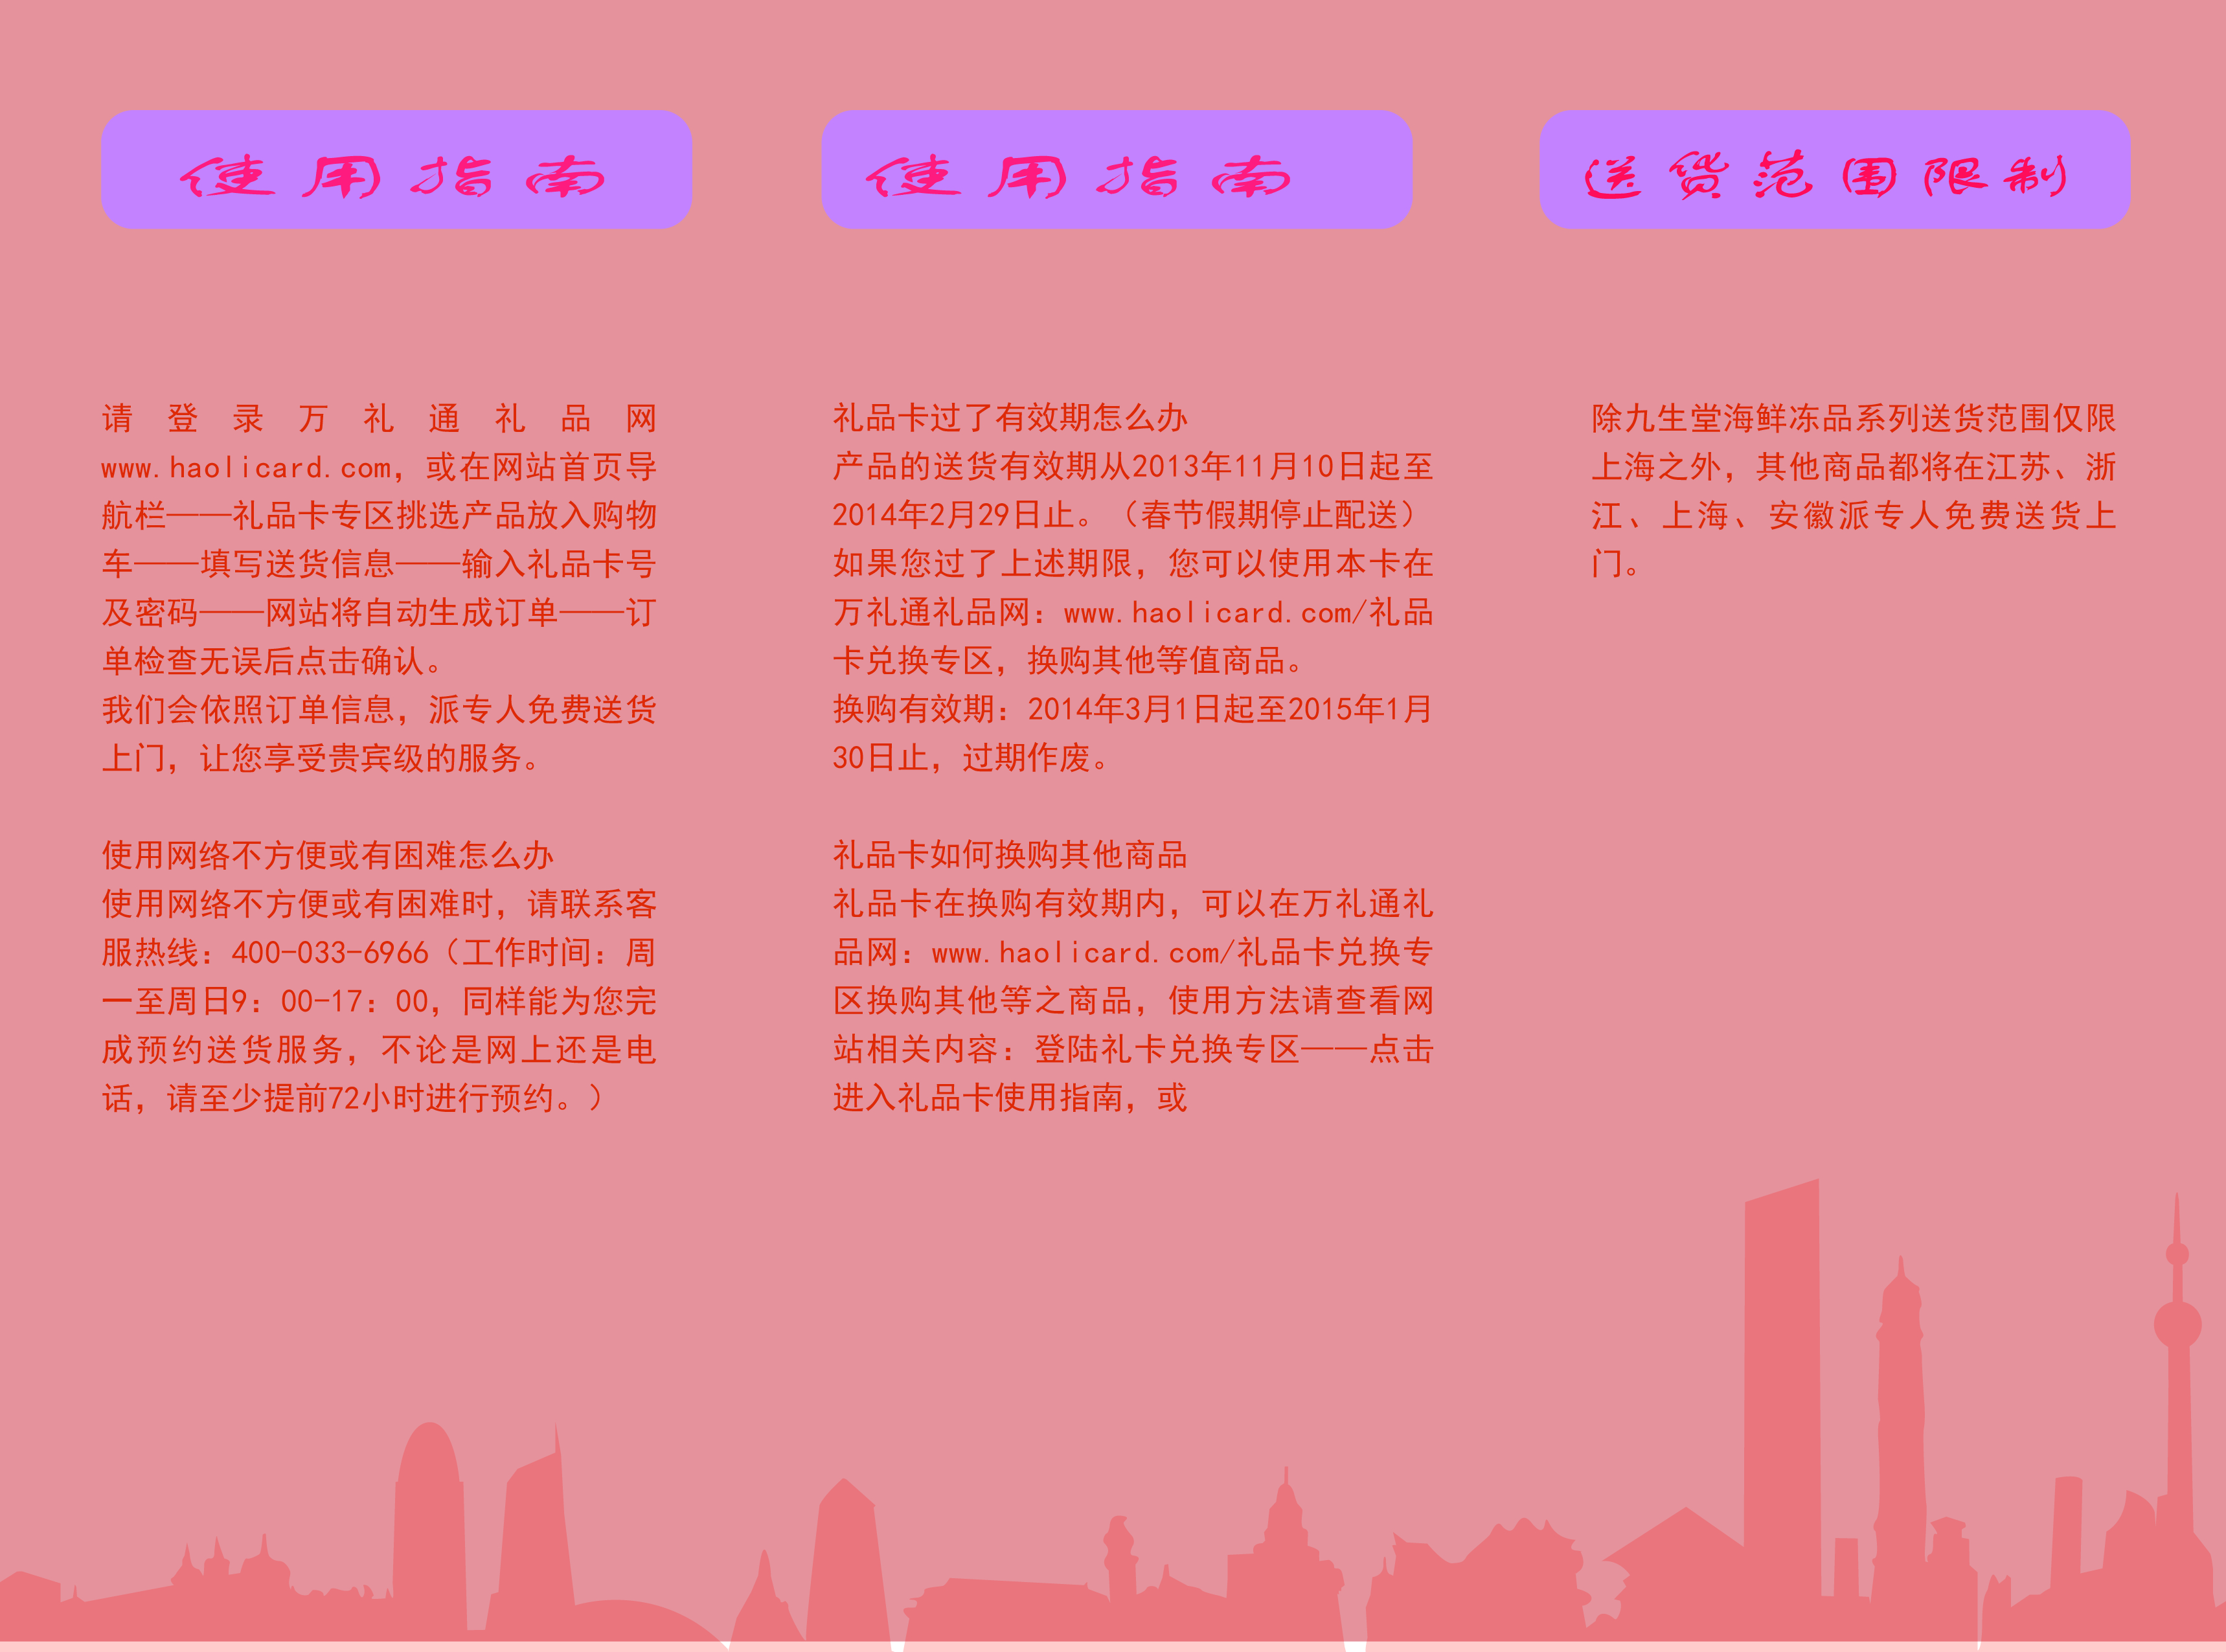 使用指南
请登录万礼通礼品网
www.haolicard.com，或在网站首页导
航栏——礼品卡专区挑选产品放入购物
车——填写送货信息——输入礼品卡号
及密码——网站将自动生成订单——订
单检查无误后点击确认。
我们会依照订单信息，派专人免费送货
上门，让您享受贵宾级的服务。
使用网络不方便或有困难怎么办
使用网络不方便或有困难时，请联系客
服热线：400-033-6966（工作时间：周
一至周日9：00-17：00，同样能为您完
成预约送货服务，不论是网上还是电
话，请至少提前72小时进行预约。）
使用指南
礼品卡过了有效期怎么办
产品的送货有效期从2013年11月10日起至
2014年2月29日止。（春节假期停止配送）
如果您过了上述期限，您可以使用本卡在
万礼通礼品网：www.haolicard.com/礼品
卡兑换专区，换购其他等值商品。
换购有效期：2014年3月1日起至2015年1月
30日止，过期作废。
礼品卡如何换购其他商品
礼品卡在换购有效期内，可以在万礼通礼
品网：www.haolicard.com/礼品卡兑换专
区换购其他等之商品，使用方法请查看网
站相关内容：登陆礼卡兑换专区——点击
进入礼品卡使用指南，或
送货范围限制
除九生堂海鲜冻品系列送货范围仅限
上海之外，其他商品都将在江苏、浙
江、上海、安徽派专人免费送货上
门。